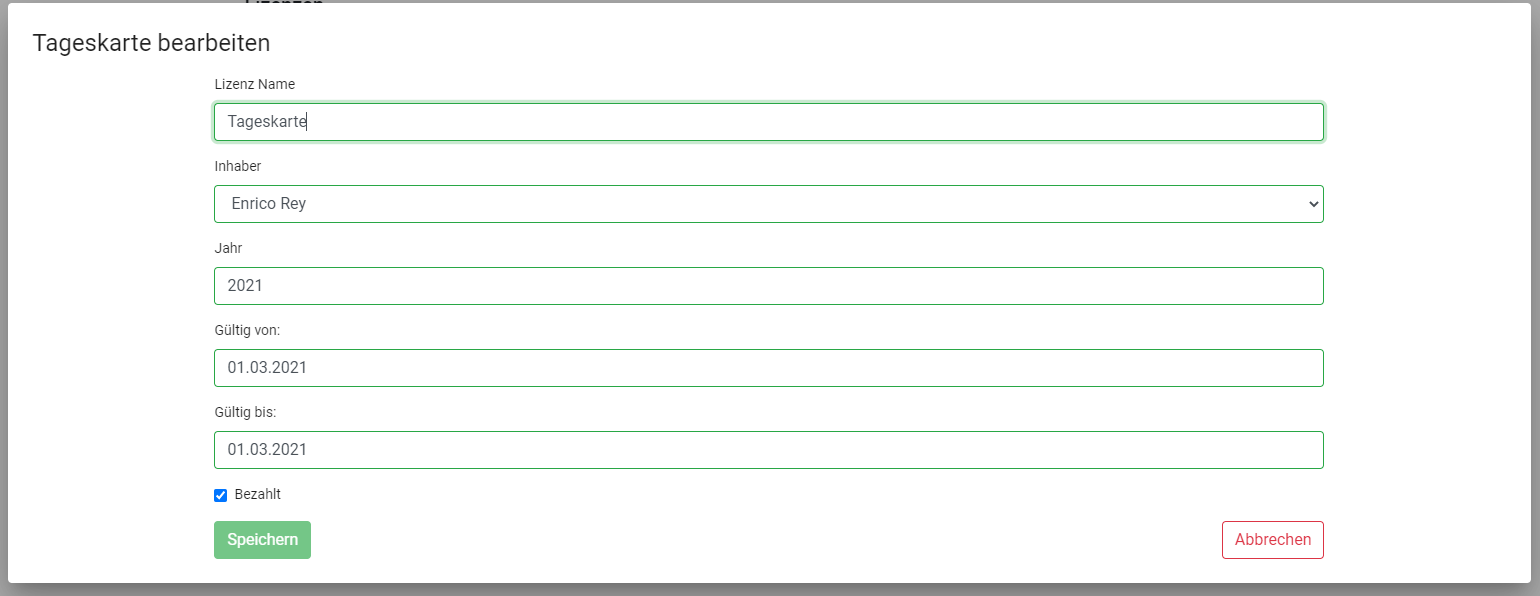 Tageskarte bearbeiten
Lizenz Name
Tageskarte
Inhaber
Enrico Rey
Jahr
2021
Gültig von:
01.03.2021
Gültig bis:
01.03.2021
Bezahlt
Speichern
Abbrechen